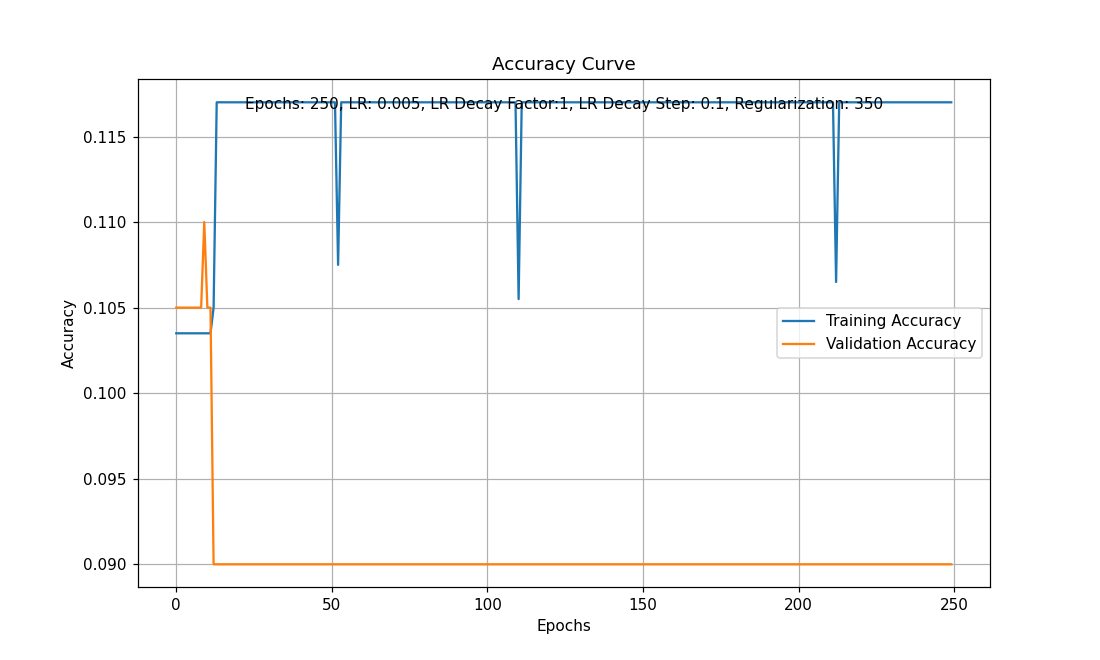 Accuracy Curve
Epochs: 250, LR: 0.005, LR Decay Factor:1, LR Decay Step: 0.1, Regularization: 350
0.115
0.110
0.105
0.100
0.095
0.090
Accuracy
Training Accuracy
Validation Accuracy
0 50 100 150 200 250
Epochs